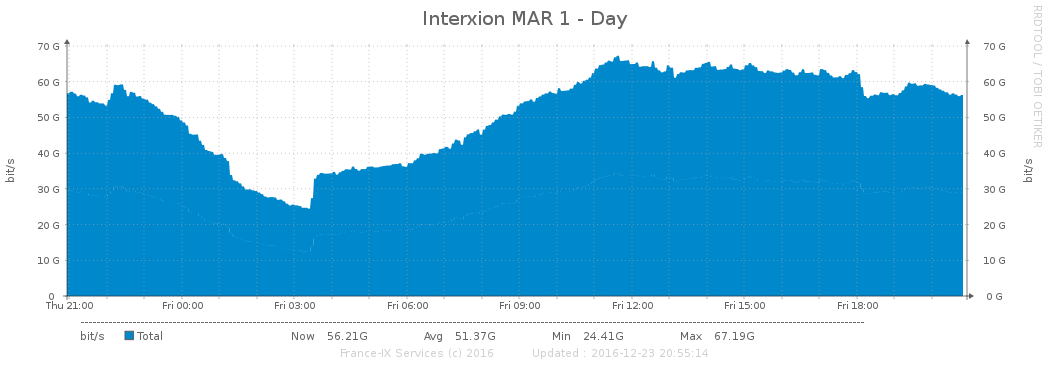 Interxion MAR 1 - Day
RRDTOOL / TOBI OETIKER
70 G 70 G
60 G 60 G
50 G 50 G
40 G 40 G
bit/s bit/s
30 G 30 G
20 G 20 G
10 G 10 G
0 0 G
Thu 21:00 Fri 00:00 Fri 03:00 Fri 06:00 Fri 09:00 Fri 12:00 Fri 15:00 Fri 18:00
bit/s Total Now 56.21G Avg 51.37G Min 24.41G Max 67.19G
France-IX Services (c) 2016 Updated : 2016-12-23 20:55:14